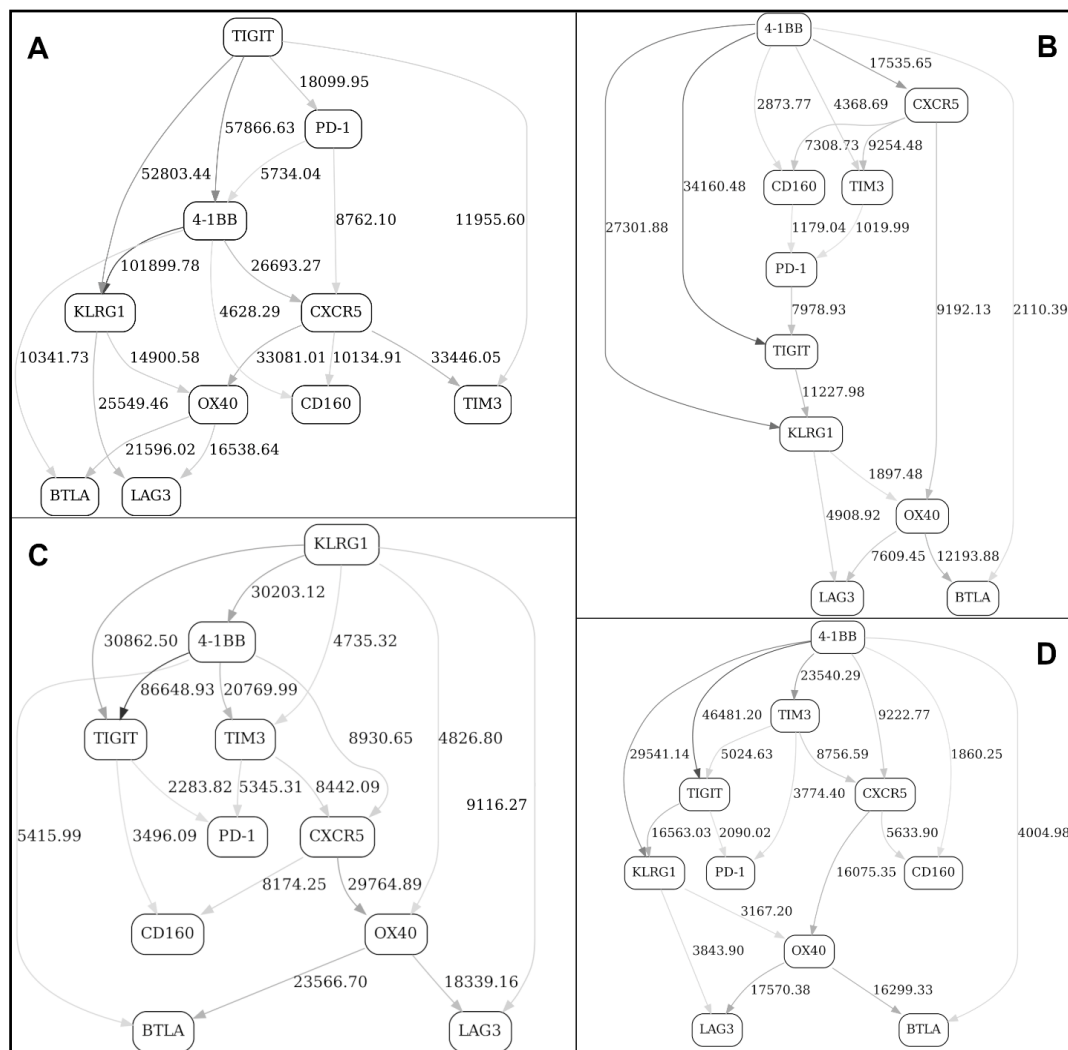 A
TIGIT
18099.95
PD-1
57866.63
52803.44
5734.04
8762.10
11955.60
4-1BB
101899.78
26693.27
KLRG1
4628.29
CXCR5
10341.73
14900.58
33081.01
10134.91
33446.05
25549.46
OX40
CD160
TIM3
21596.02
16538.64
BTLA
LAG3
B
4-1BB
17535.65
2873.77
4368.69
CXCR5
7308.73
9254.48
34160.48
CD160
TIM3
27301.88
1179.04
1019.99
PD-1
9192.13
2110.39
7978.93
TIGIT
11227.98
KLRG1
1897.48
4908.92
OX40
7609.45
12193.88
LAG3
BTLA
C
KLRG1
30203.12
30862.50
4-1BB
4735.32
86648.93
20769.99
TIGIT
TIM3
8930.65
4826.80
2283.82
5345.31
8442.09
9116.27
5415.99
3496.09
PD-1
CXCR5
8174.25
29764.89
CD160
OX40
23566.70
18339.16
BTLA
LAG3
D
4-1BB
23540.29
46481.20
TIM3
9222.77
1860.25
29541.14
5024.63
8756.59
3774.40
TIGIT
CXCR5
16563.03
2090.02
5633.90
4004.98
KLRG1
PD-1
16075.35
CD160
3167.20
3843.90
OX40
17570.38
16299.33
LAG3
BTLA